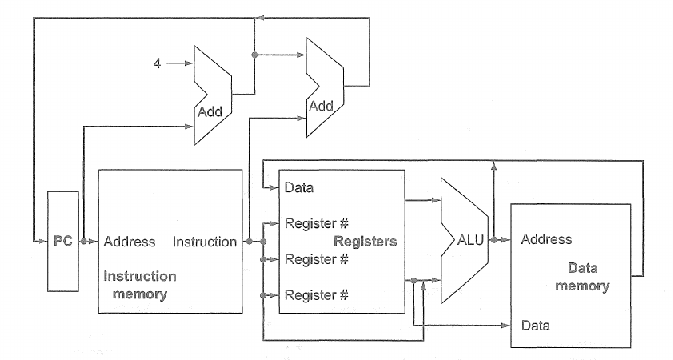 4
Add
Add
PC
Address
Instruction
Instruction
memory
Data
Register #
Registers
Register #
Register #
ALU
Address
Data
memory
Data